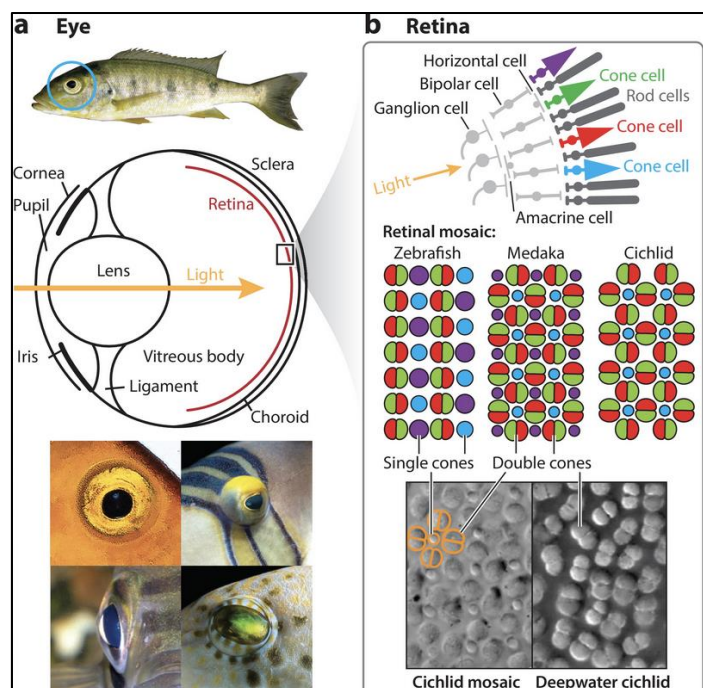 a Eye
Cornea
Pupil
Sclera
Retina
Lens
Light
Iris
Vitreous body
Ligament
Choroid
b Retina
Horizontal cell
Bipolar cell
Cone cell
Ganglion cell
Rod cells
Cone cell
Light
Cone cell
Amacrine cell
Retinal mosaic:
Zebrafish Medaka Cichlid
Single cones Double cones
Cichlid mosaic Deepwater cichlid